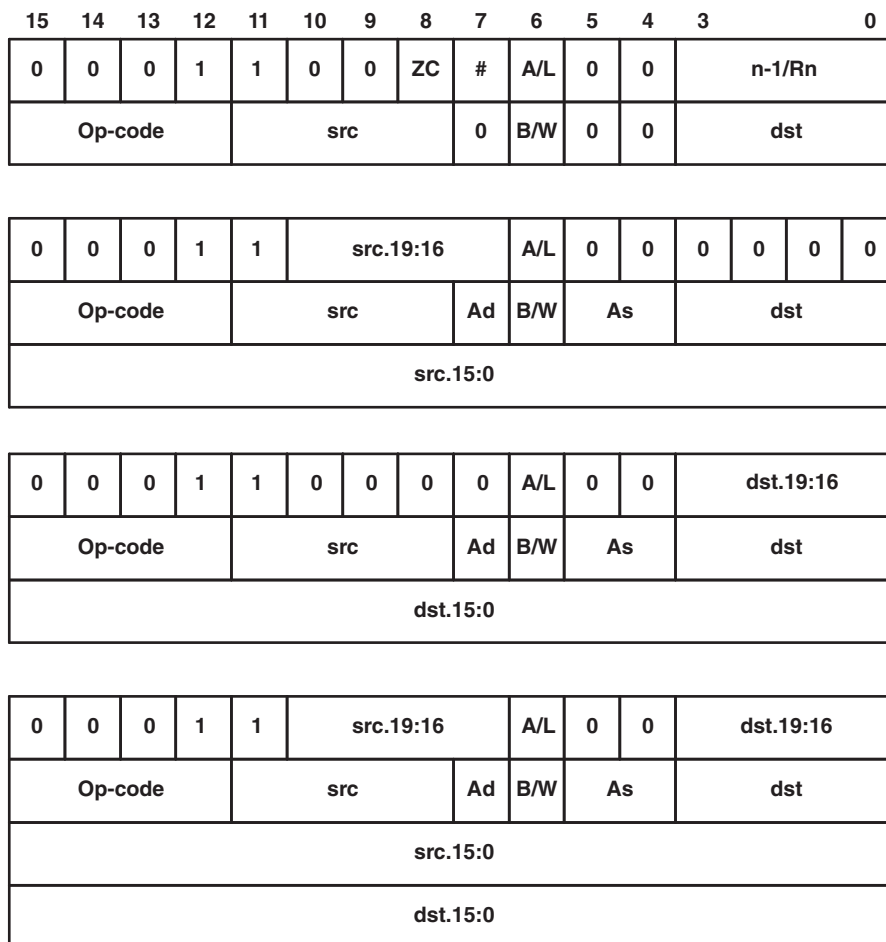 15 14 13 12 11 10 9 8 7 6 5 4 3 0
0 0 0 1 1 0 0 ZC # A/L 0 0 n-1/Rn
Op-code src 0 B/W 0 0 dst
0 0 0 1 1 src.19:16 A/L 0 0 0 0 0 0
Op-code src Ad B/W As dst
src.15:0
0 0 0 1 1 0 0 0 0 A/L 0 0 dst.19:16
Op-code src Ad B/W As dst
dst.15:0
0 0 0 1 1 src.19:16 A/L 0 0 dst.19:16
Op-code src Ad B/W As dst
src.15:0
dst.15:0